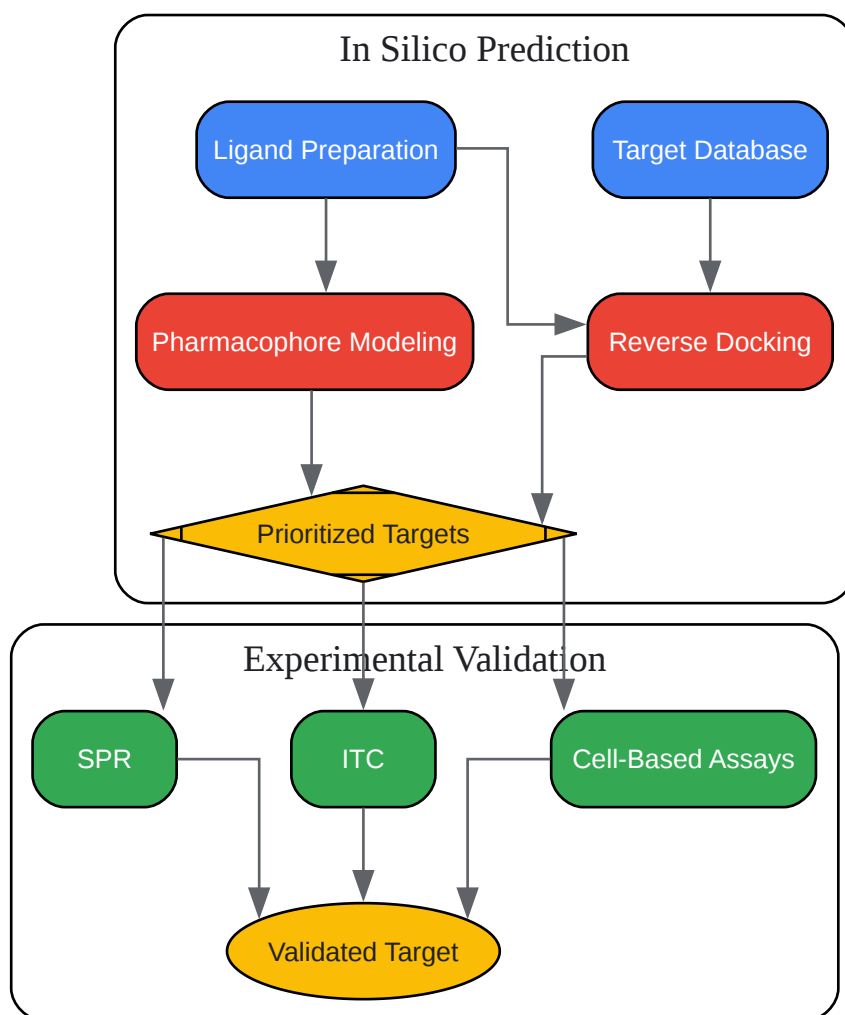 In Silico Prediction
Ligand Preparation
Target Database
Pharmacophore Modeling
Reverse Docking
Prioritized Targets
Experimental Validation
SPR
ITC
Cell-Based Assays
Validated Target